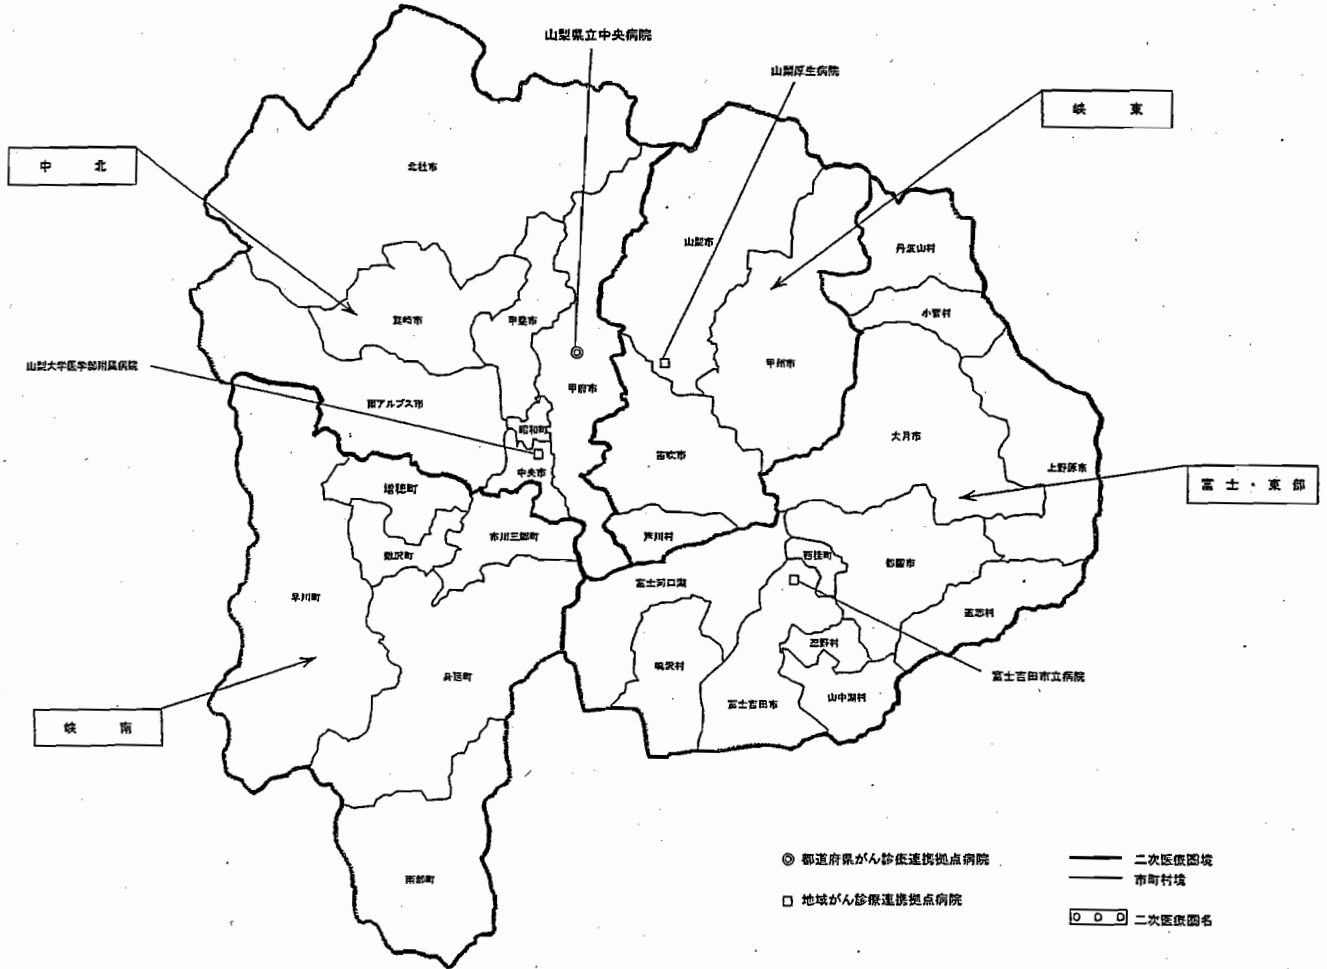 山梨県立中央病院
山梨厚生病院
峡 東
中 北
北杜市
丹波山村
山梨市
小菅村
韮崎市
甲斐市
山梨大学医学部附属病院
甲州市
甲府市
南アルプス市
昭和町
大月市
笛吹市
中央市
上野原市
増穂町
富 士 ・ 東 部
市川三郷町
芦川村
鰍沢町
西桂町
都留市
富士河口湖
早川町
道志村
忍野村
鳴沢村
身延町
富士吉田市立病院
山中湖村
富士吉田市
峡 南
南部町
◎ 都道府県がん診療連携拠点病院
二次医療圏境
市町村境
□ 地域がん診療連携拠点病院
○ ○ ○ 二次医療圏名